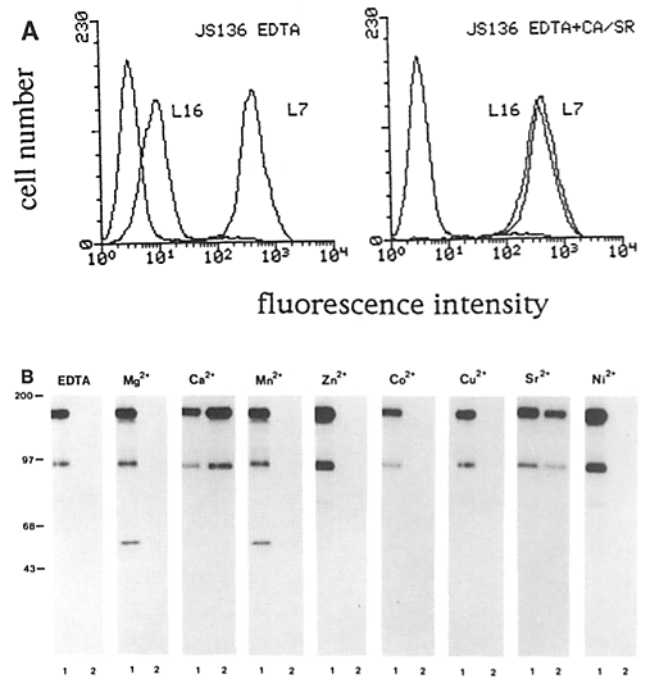 A
230
JS136 EDTA
L16
L7
cell number
0
10⁰ 10¹ 10² 10³ 10⁴
230
JS136 EDTA+CA/SR
L16
L7
0
10⁰ 10¹ 10² 10³ 10⁴
fluorescence intensity
B
EDTA Mg²⁺ Ca²⁺ Mn²⁺ Zn²⁺ Co²⁺ Cu²⁺ Sr²⁺ Ni²⁺
200
97
68
43
1 2 1 2 1 2 1 2 1 2 1 2 1 2 1 2 1 2